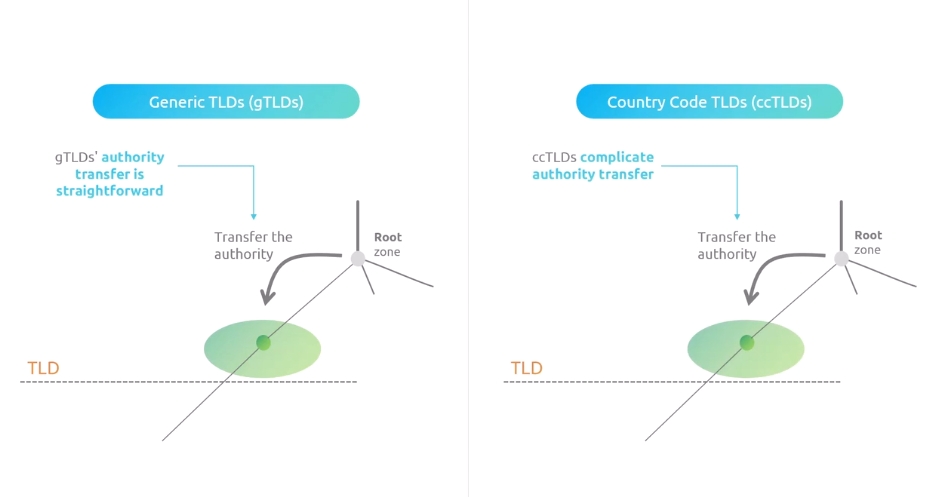 Generic TLDs (gTLDs)
gTLDs' authority
transfer is
straightforward
Transfer the
authority
Root
zone
TLD
Country Code TLDs (ccTLDs)
ccTLDs complicate
authority transfer
Transfer the
authority
Root
zone
TLD